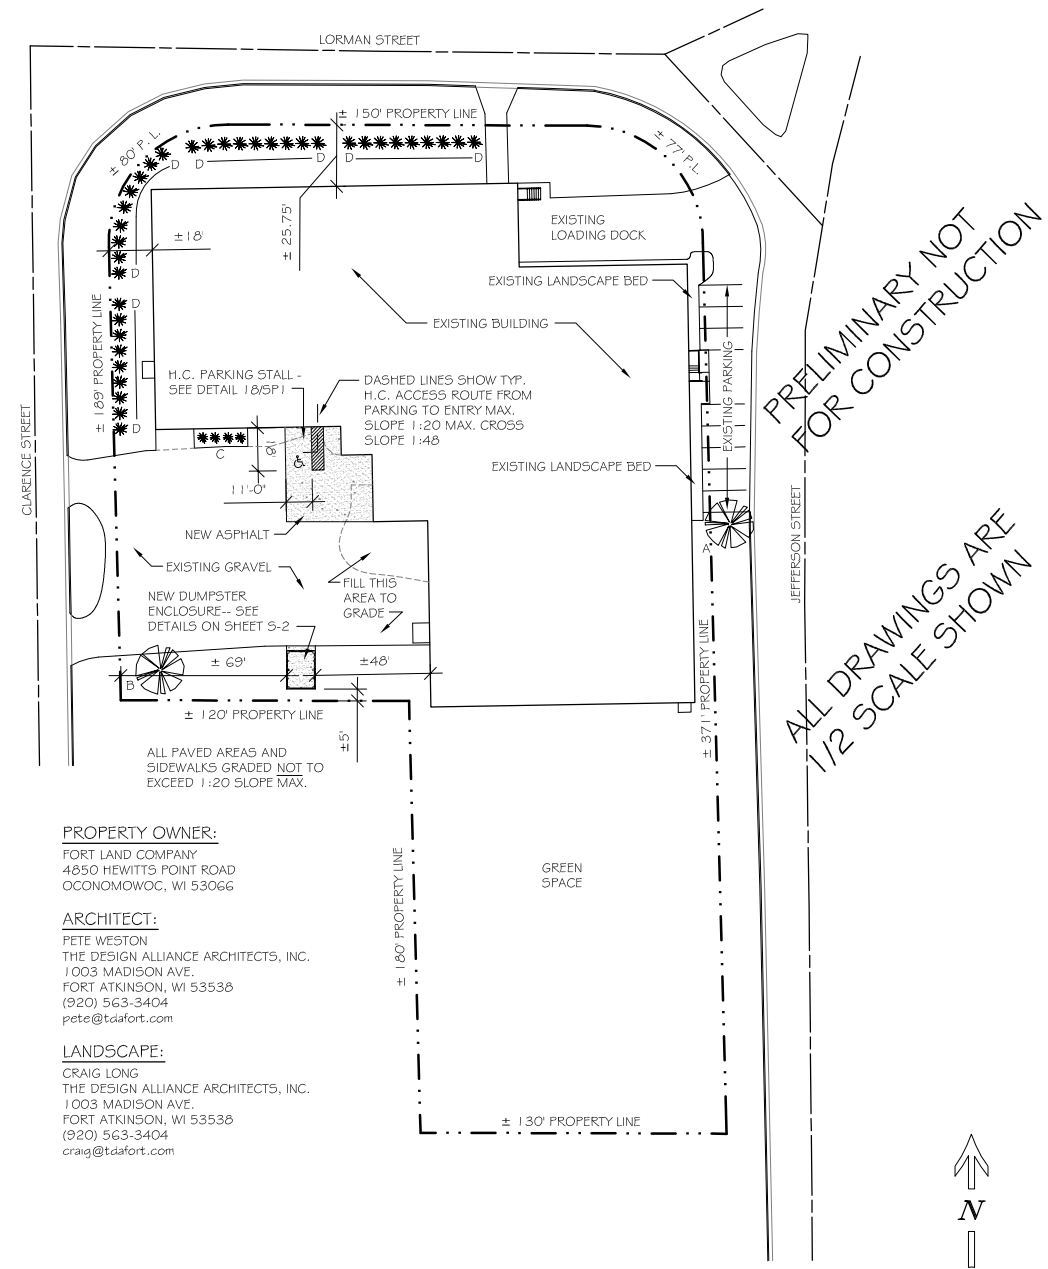 LORMAN STREET
± 150' PROPERTY LINE
± 80' P.L.
± 77' P.L.
D
D
D
D
D
± 25.75'
±18'
EXISTING
LOADING DOCK
D
EXISTING LANDSCAPE BED
D
± 189' PROPERTY LINE
EXISTING BUILDING
EXISTING PARKING
H.C. PARKING STALL -
SEE DETAIL 18/SP1
DASHED LINES SHOW TYP.
H.C. ACCESS ROUTE FROM
PARKING TO ENTRY MAX.
SLOPE 1:20 MAX. CROSS
SLOPE 1:48
D
C
CLARENCE STREET
EXISTING LANDSCAPE BED
11'-0"
NEW ASPHALT
A
JEFFERSON STREET
EXISTING GRAVEL
FILL THIS
AREA TO
GRADE
NEW DUMPSTER
ENCLOSURE-- SEE
DETAILS ON SHEET S-2
± 69'
±48'
B
± 120' PROPERTY LINE
±5'
± 371' PROPERTY LINE
ALL PAVED AREAS AND
SIDEWALKS GRADED NOT TO
EXCEED 1:20 SLOPE MAX.
PRELIMINARY NOT
FOR CONSTRUCTION
ALL DRAWINGS ARE
1/2 SCALE SHOWN
PROPERTY OWNER:
FORT LAND COMPANY
4850 HEWITTS POINT ROAD
OCONOMOWOC, WI 53066
± 180' PROPERTY LINE
GREEN
SPACE
ARCHITECT:
PETE WESTON
THE DESIGN ALLIANCE ARCHITECTS, INC.
1003 MADISON AVE.
FORT ATKINSON, WI 53538
(920) 563-3404
pete@tdafort.com
LANDSCAPE:
CRAIG LONG
THE DESIGN ALLIANCE ARCHITECTS, INC.
1003 MADISON AVE.
FORT ATKINSON, WI 53538
(920) 563-3404
craig@tdafort.com
± 130' PROPERTY LINE
N